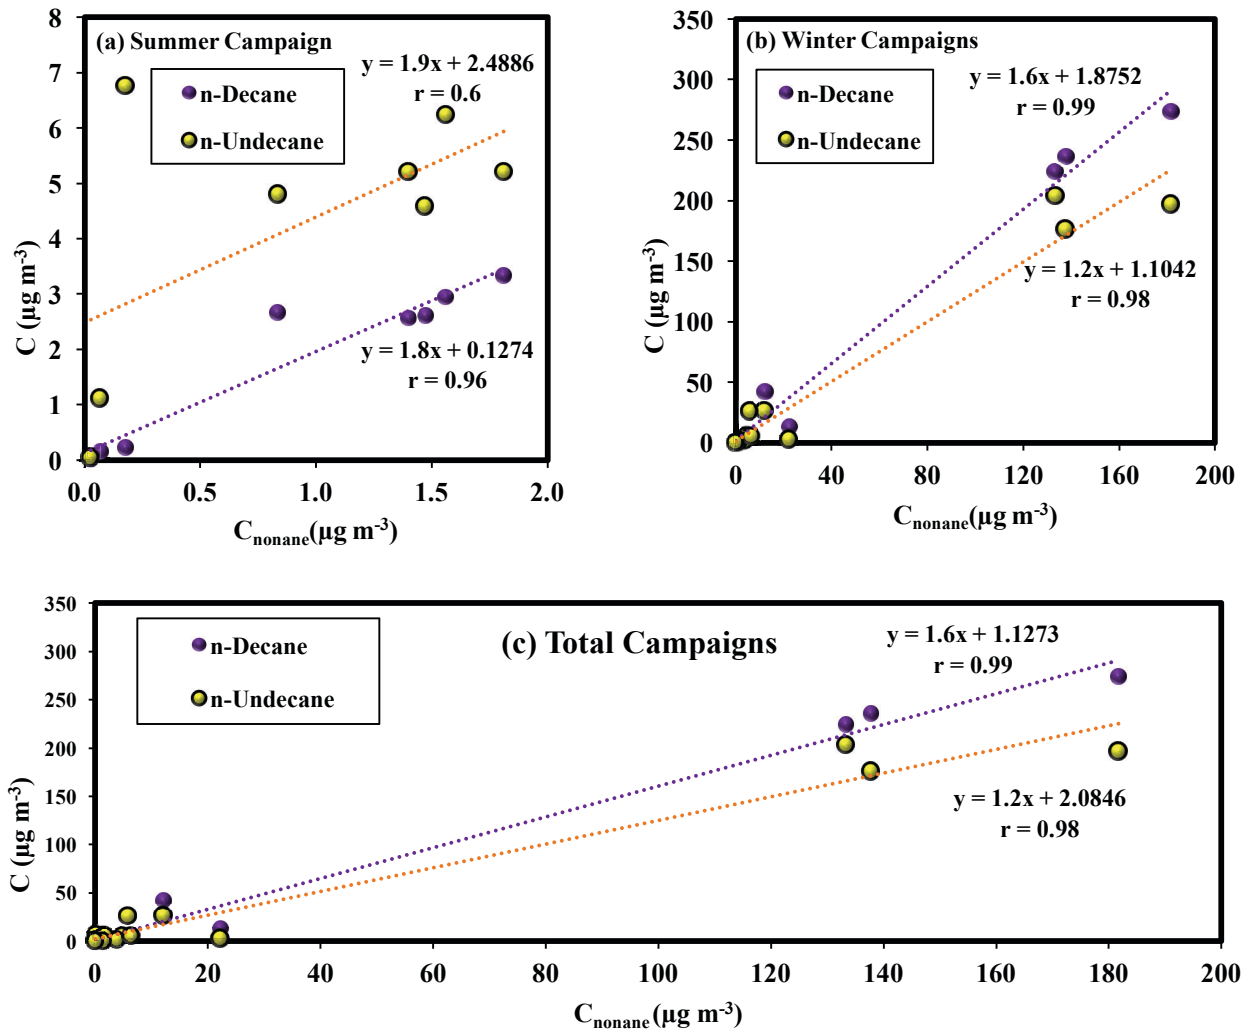 (a) Summer Campaign
n-Decane
n-Undecane
y = 1.9x + 2.4886
r = 0.6
y = 1.8x + 0.1274
r = 0.96
8
7
6
5
4
3
2
1
0
C (µg m-3)
0.0 0.5 1.0 1.5 2.0
Cnonane(µg m-3)
(b) Winter Campaigns
n-Decane
n-Undecane
y = 1.6x + 1.8752
r = 0.99
y = 1.2x + 1.1042
r = 0.98
350
300
250
200
150
100
50
0
C (µg m-3)
0 40 80 120 160 200
Cnonane(µg m-3)
(c) Total Campaigns
n-Decane
n-Undecane
y = 1.6x + 1.1273
r = 0.99
y = 1.2x + 2.0846
r = 0.98
350
300
250
200
150
100
50
0
C (µg m-3)
0 20 40 60 80 100 120 140 160 180 200
Cnonane (µg m-3)